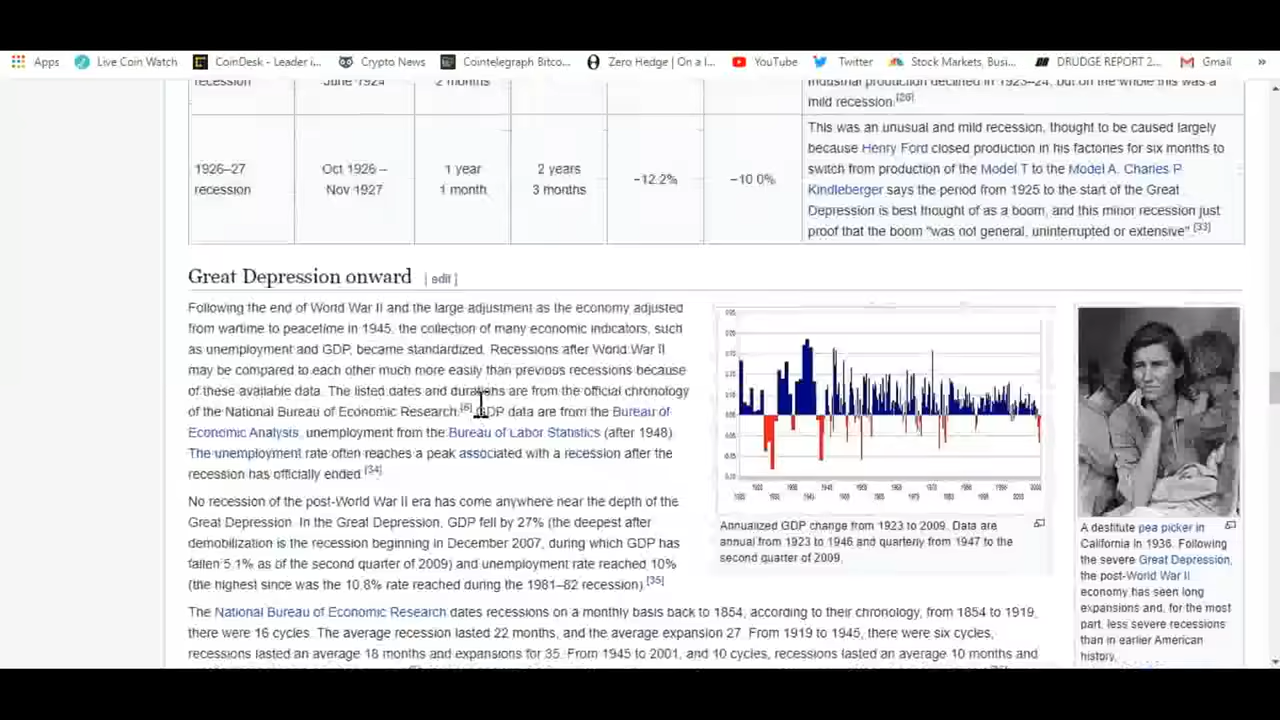 Apps Live Coin Watch CoinDesk - Leader i... Crypto News Cointelegraph Bitco... Zero Hedge | On a l... YouTube Twitter Stock Markets, Busi... DRUDGE REPORT 2... Gmail »
recession June 1924 2 months industrial production declined in 1923–24, but on the whole this was a
mild recession.[26]
1926–27
recession
Oct 1926 –
Nov 1927
1 year
1 month
2 years
3 months
−12.2%
−10.0%
This was an unusual and mild recession, thought to be caused largely
because Henry Ford closed production in his factories for six months to
switch from production of the Model T to the Model A. Charles P.
Kindleberger says the period from 1925 to the start of the Great
Depression is best thought of as a boom, and this minor recession just
proof that the boom "was not general, uninterrupted or extensive".[33]
Great Depression onward [ edit ]
Following the end of World War II and the large adjustment as the economy adjusted
from wartime to peacetime in 1945, the collection of many economic indicators, such
as unemployment and GDP, became standardized. Recessions after World War II
may be compared to each other much more easily than previous recessions because
of these available data. The listed dates and durations are from the official chronology
of the National Bureau of Economic Research.[6] GDP data are from the Bureau of
Economic Analysis, unemployment from the Bureau of Labor Statistics (after 1948).
The unemployment rate often reaches a peak associated with a recession after the
recession has officially ended.[34]
No recession of the post-World War II era has come anywhere near the depth of the
Great Depression. In the Great Depression, GDP fell by 27% (the deepest after
demobilization is the recession beginning in December 2007, during which GDP has
fallen 5.1% as of the second quarter of 2009) and unemployment rate reached 10%
(the highest since was the 10.8% rate reached during the 1981–82 recession).[35]
The National Bureau of Economic Research dates recessions on a monthly basis back to 1854, according to their chronology, from 1854 to 1919,
there were 16 cycles. The average recession lasted 22 months, and the average expansion 27. From 1919 to 1945, there were six cycles,
recessions lasted an average 18 months and expansions for 35. From 1945 to 2001, and 10 cycles, recessions lasted an average 10 months and
Annualized GDP change from 1923 to 2009. Data are
annual from 1923 to 1946 and quarterly from 1947 to the
second quarter of 2009.
A destitute pea picker in
California in 1936. Following
the severe Great Depression,
the post-World War II
economy has seen long
expansions and, for the most
part, less severe recessions
than in earlier American
history.